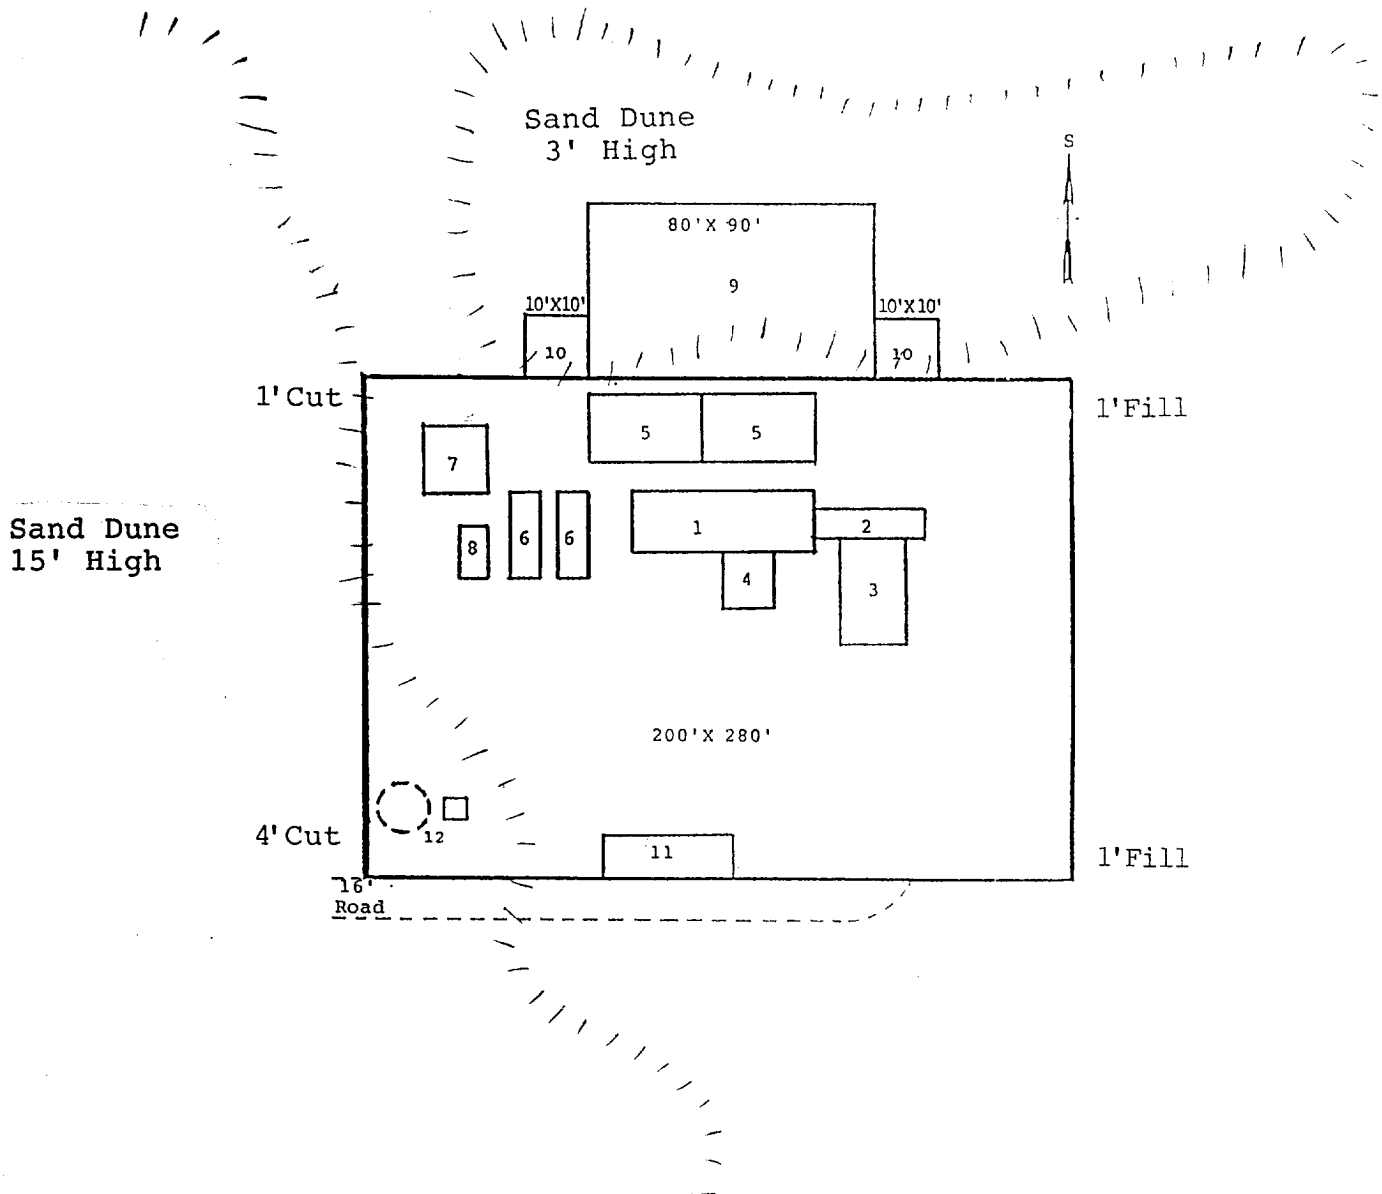 Sand Dune
3' High
S
80'X 90'
9
10'X10'
10'X10'
10
10
1'Cut
1'Fill
5
5
7
1
2
6
6
8
4
3
Sand Dune
15' High
200'X 280'
12
4'Cut
11
1'Fill
16'
Road